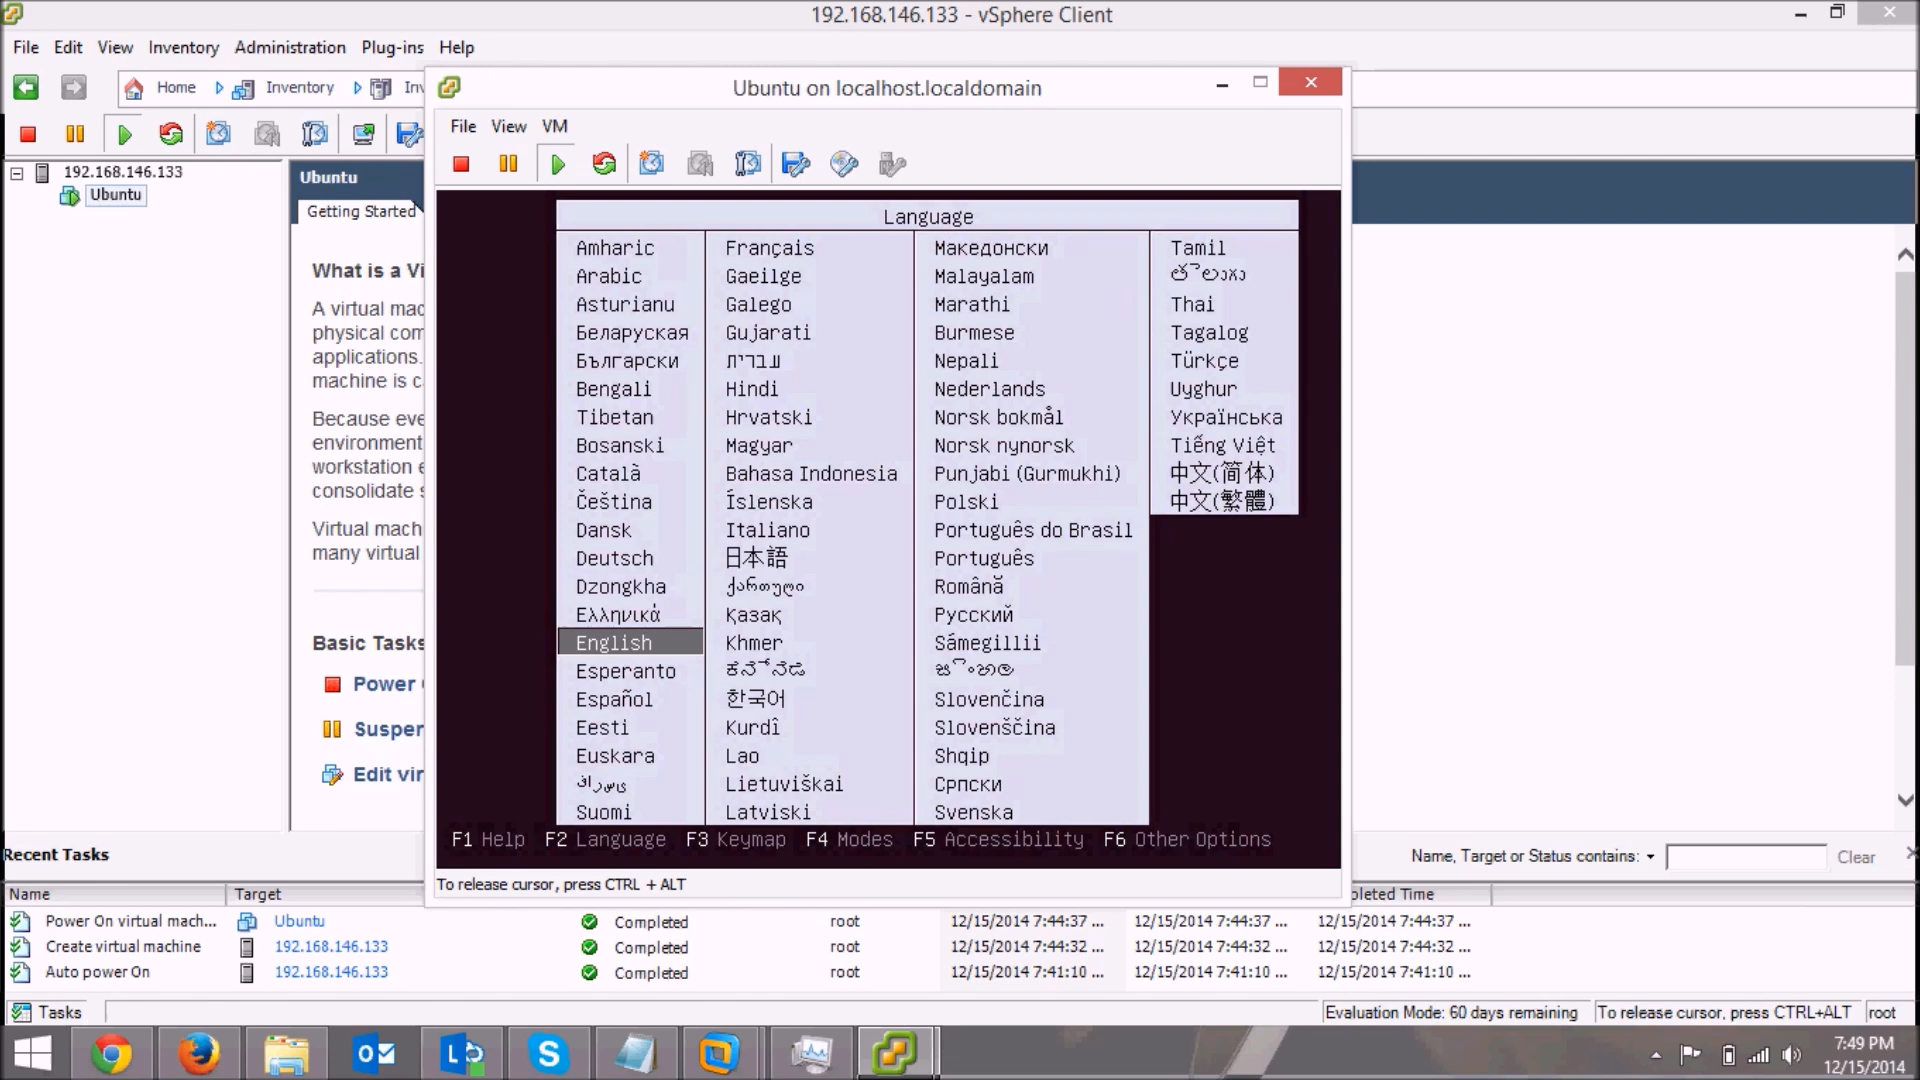 192.168.146.133 - vSphere Client
File Edit View Inventory Administration Plug-ins Help
Home Inventory
Ubuntu on localhost.localdomain
File View VM
192.168.146.133
Ubuntu
Ubuntu
Getting Started
What is a Vi
A virtual mac
physical com
applications.
machine is ca
Because eve
environment
workstation e
consolidate s
Virtual mach
many virtual
Basic Tasks
Power
Suspen
Edit vir
Language
Amharic
Arabic
Asturianu
Беларуская
Български
Bengali
Tibetan
Bosanski
Català
Čeština
Dansk
Deutsch
Dzongkha
Ελληνικά
English
Esperanto
Español
Eesti
Euskara
Suomi
Français
Gaeilge
Galego
Gujarati
עברית
Hindi
Hrvatski
Magyar
Bahasa Indonesia
Íslenska
Italiano
日本語
ქართული
Қазақ
Khmer
한국어
Kurdî
Lao
Lietuviškai
Latviski
Македонски
Malayalam
Marathi
Burmese
Nepali
Nederlands
Norsk bokmål
Norsk nynorsk
Punjabi (Gurmukhi)
Polski
Português do Brasil
Português
Română
Русский
Sámegillii
Slovenčina
Slovenščina
Shqip
Српски
Svenska
Tamil
Thai
Tagalog
Türkçe
Uyghur
Українська
Tiếng Việt
中文(简体)
中文(繁體)
F1 Help F2 Language F3 Keymap F4 Modes F5 Accessibility F6 Other Options
To release cursor, press CTRL + ALT
Recent Tasks
Name, Target or Status contains: Clear
Name Target pleted Time
Power On virtual mach... Ubuntu Completed root 12/15/2014 7:44:37 ... 12/15/2014 7:44:37 ... 12/15/2014 7:44:37 ...
Create virtual machine 192.168.146.133 Completed root 12/15/2014 7:44:32 ... 12/15/2014 7:44:32 ... 12/15/2014 7:44:32 ...
Auto power On 192.168.146.133 Completed root 12/15/2014 7:41:10 ... 12/15/2014 7:41:10 ... 12/15/2014 7:41:10 ...
Tasks Evaluation Mode: 60 days remaining To release cursor, press CTRL+ALT root
7:49 PM
12/15/2014